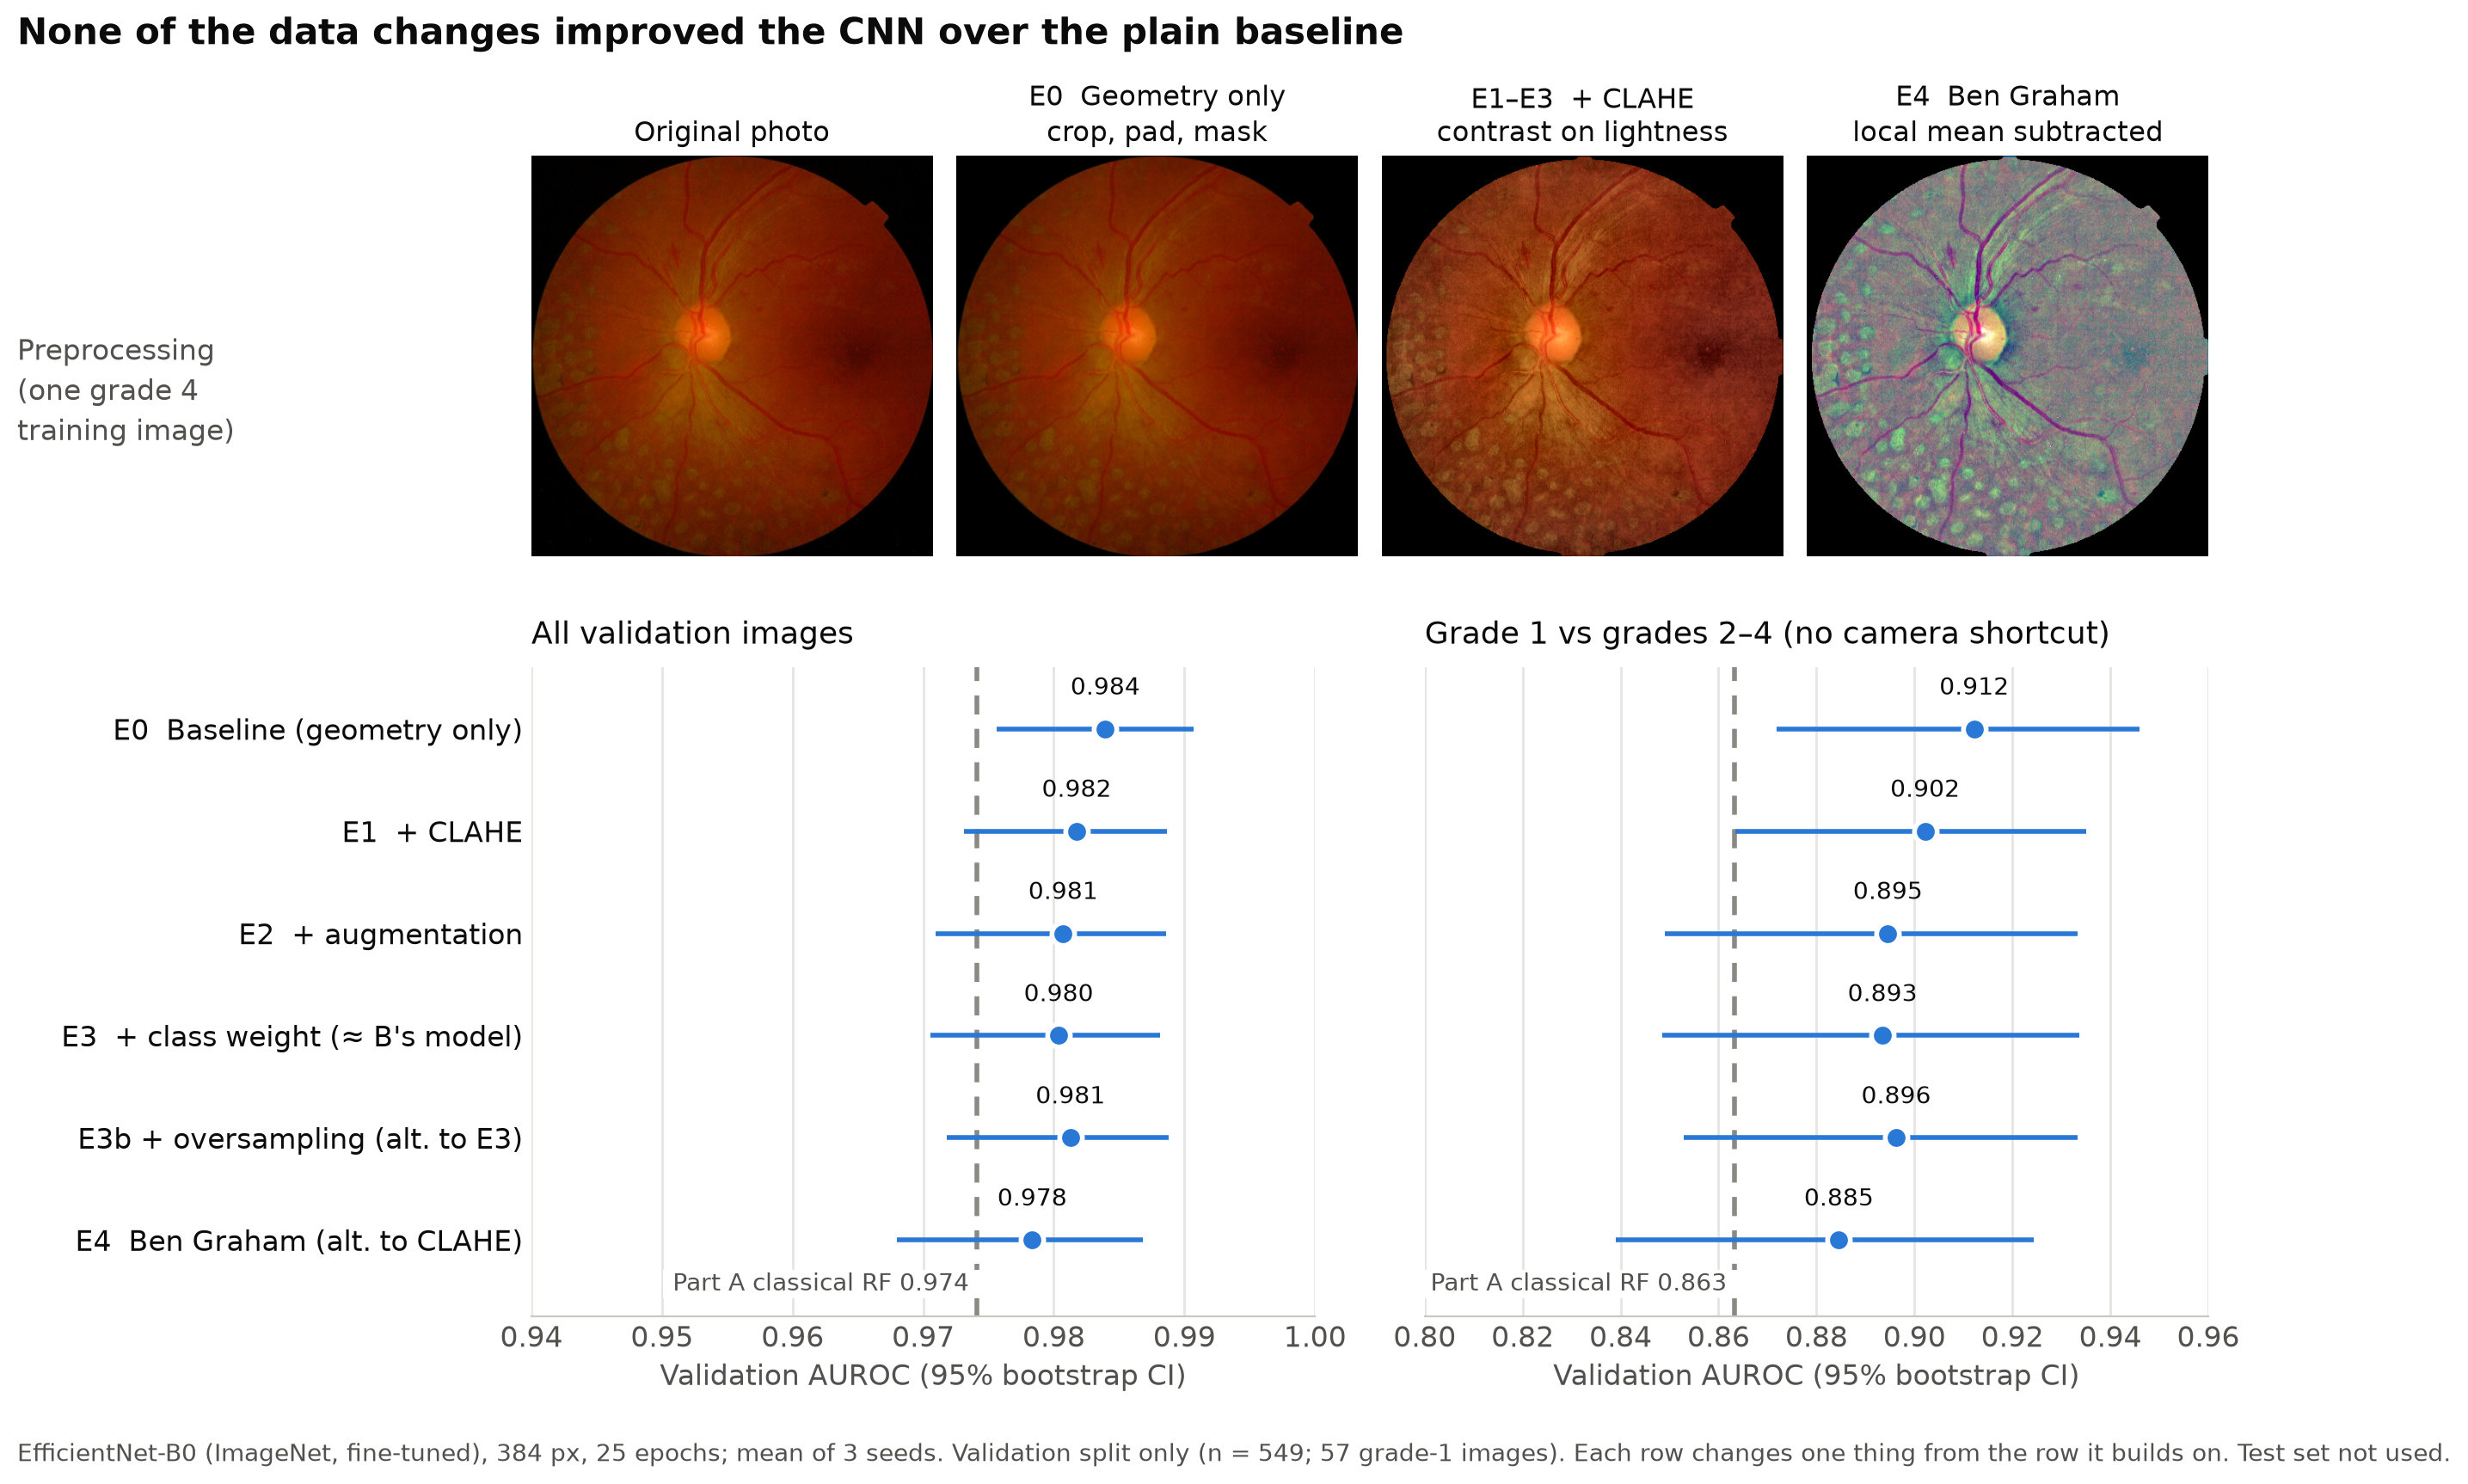 None of the data changes improved the CNN over the plain baseline
Original photo
E0  Geometry only
crop, pad, mask
E1–E3  + CLAHE
contrast on lightness
E4  Ben Graham
local mean subtracted
Preprocessing
(one grade 4
training image)
All validation images
Grade 1 vs grades 2–4 (no camera shortcut)
E0  Baseline (geometry only)
0.984
0.912
E1  + CLAHE
0.982
0.902
E2  + augmentation
0.981
0.895
E3  + class weight (≈ B's model)
0.980
0.893
E3b + oversampling (alt. to E3)
0.981
0.896
E4  Ben Graham (alt. to CLAHE)
0.978
0.885
Part A classical RF 0.974
Part A classical RF 0.863
0.94 0.95 0.96 0.97 0.98 0.99 1.00
0.80 0.82 0.84 0.86 0.88 0.90 0.92 0.94 0.96
Validation AUROC (95% bootstrap CI)
Validation AUROC (95% bootstrap CI)
EfficientNet-B0 (ImageNet, fine-tuned), 384 px, 25 epochs; mean of 3 seeds. Validation split only (n = 549; 57 grade-1 images). Each row changes one thing from the row it builds on. Test set not used.